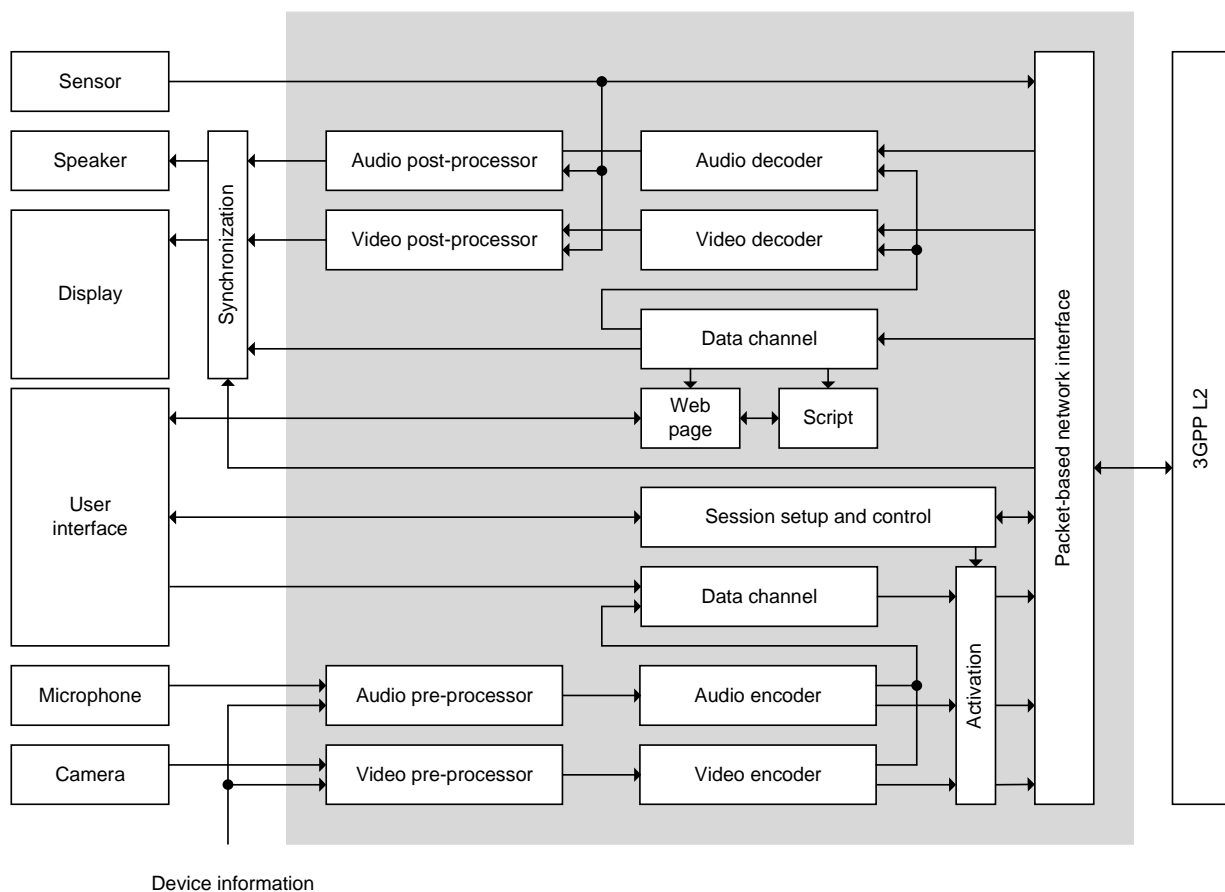 Sensor
Speaker
Audio post-processor
Audio decoder
Video post-processor
Video decoder
Display
Synchronization
Data channel
Web
page
Script
Packet-based network interface
3GPP L2
User
interface
Session setup and control
Data channel
Activation
Microphone
Audio pre-processor
Audio encoder
Camera
Video pre-processor
Video encoder
Device information